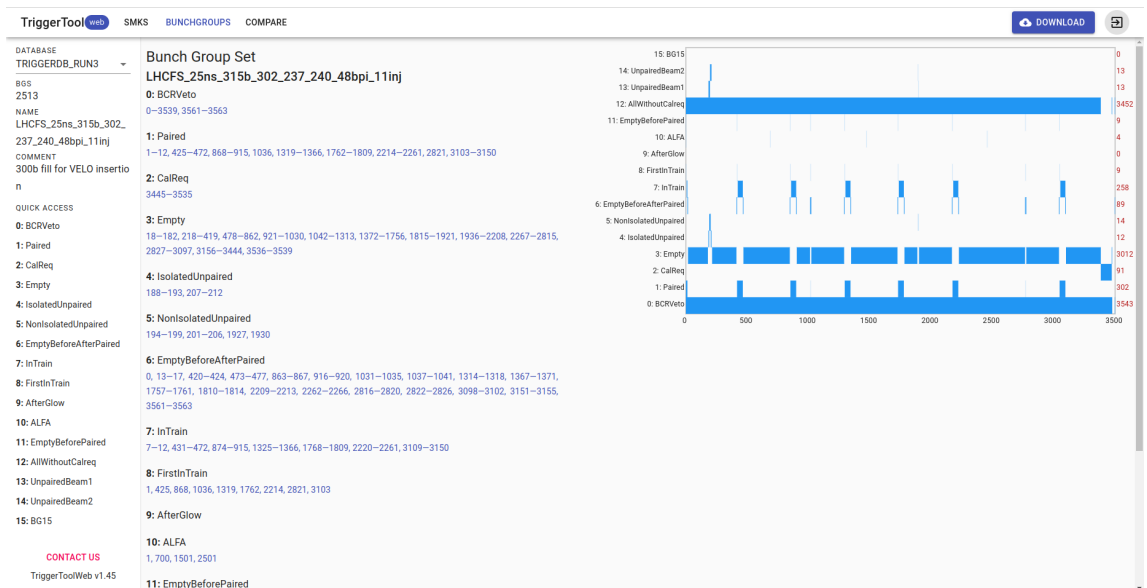 TriggerTool web SMKS BUNCHGROUPS COMPARE DOWNLOAD
DATABASE
TRIGGERDB_RUN3
BGS
2513
NAME
LHCFS_25ns_315b_302_
237_240_48bpi_11inj
COMMENT
300b fill for VELO insertio
n
QUICK ACCESS
0: BCRVeto
1: Paired
2: CalReq
3: Empty
4: IsolatedUnpaired
5: NonIsolatedUnpaired
6: EmptyBeforeAfterPaired
7: InTrain
8: FirstInTrain
9: AfterGlow
10: ALFA
11: EmptyBeforePaired
12: AllWithoutCalreq
13: UnpairedBeam1
14: UnpairedBeam2
15: BG15
CONTACT US
TriggerToolWeb v1.45
Bunch Group Set
LHCFS_25ns_315b_302_237_240_48bpi_11inj
0: BCRVeto
0–3539, 3561–3563
1: Paired
1–12, 425–472, 868–915, 1036, 1319–1366, 1762–1809, 2214–2261, 2821, 3103–3150
2: CalReq
3445–3535
3: Empty
18–182, 218–419, 478–862, 921–1030, 1042–1313, 1372–1756, 1815–1921, 1936–2208, 2267–2815,
2827–3097, 3156–3444, 3536–3539
4: IsolatedUnpaired
188–193, 207–212
5: NonIsolatedUnpaired
194–199, 201–206, 1927, 1930
6: EmptyBeforeAfterPaired
0, 13–17, 420–424, 473–477, 863–867, 916–920, 1031–1035, 1037–1041, 1314–1318, 1367–1371,
1757–1761, 1810–1814, 2209–2213, 2262–2266, 2816–2820, 2822–2826, 3098–3102, 3151–3155,
3561–3563
7: InTrain
7–12, 431–472, 874–915, 1325–1366, 1768–1809, 2220–2261, 3109–3150
8: FirstInTrain
1, 425, 868, 1036, 1319, 1762, 2214, 2821, 3103
9: AfterGlow
10: ALFA
1, 700, 1501, 2501
11: EmptyBeforePaired
15: BG15 0
14: UnpairedBeam2 13
13: UnpairedBeam1 13
12: AllWithoutCalreq 3452
11: EmptyBeforePaired 9
10: ALFA 4
9: AfterGlow 0
8: FirstInTrain 9
7: InTrain 258
6: EmptyBeforeAfterPaired 89
5: NonIsolatedUnpaired 14
4: IsolatedUnpaired 12
3: Empty 3012
2: CalReq 91
1: Paired 302
0: BCRVeto 3543
0 500 1000 1500 2000 2500 3000 3500